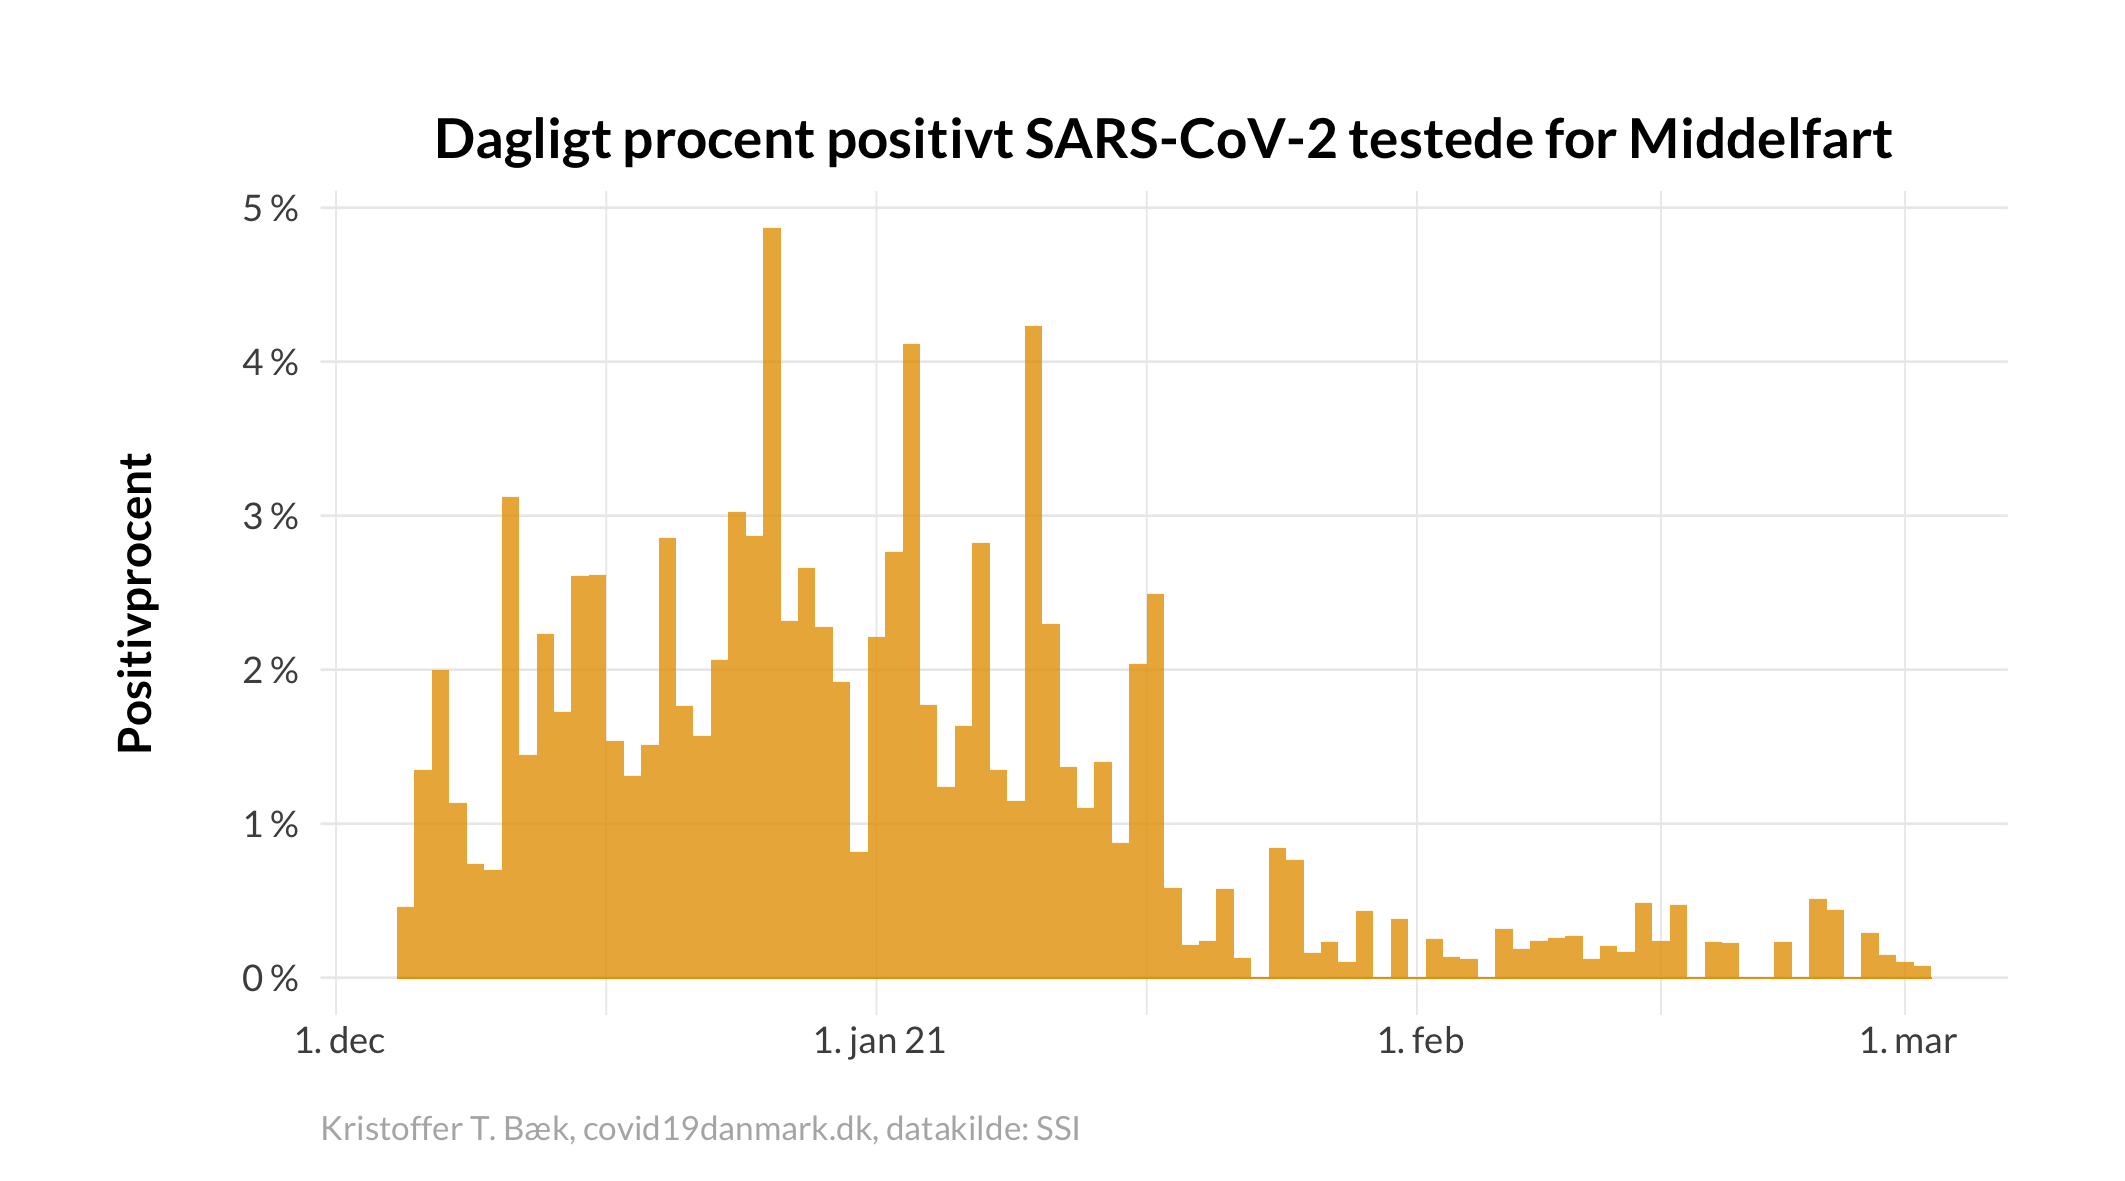 Dagligt procent positivt SARS-CoV-2 testede for Middelfart
Positivprocent
5 %
4 %
3 %
2 %
1 %
0 %
1. dec
1. jan 21
1. feb
1. mar
Kristoffer T. Bæk, covid19danmark.dk, datakilde: SSI